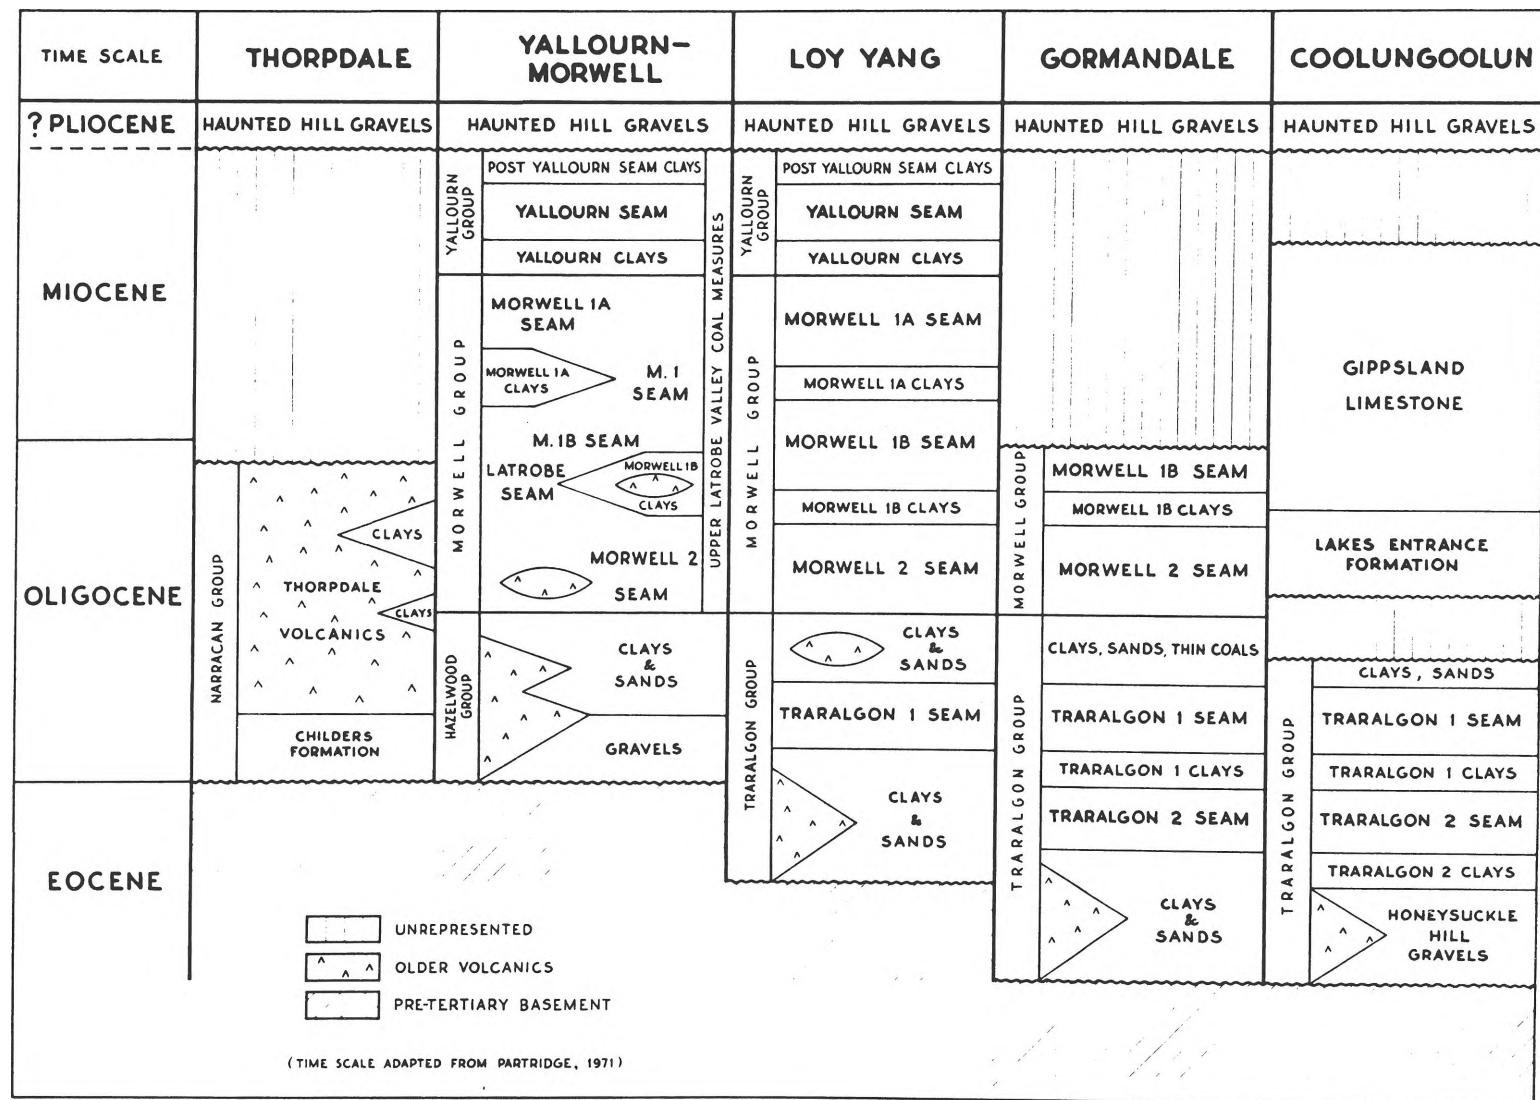 TIME SCALE
THORPDALE
YALLOURN-
MORWELL
LOY YANG
GORMANDALE
COOLUNGOOLUN
? PLIOCENE
HAUNTED HILL GRAVELS
HAUNTED HILL GRAVELS
HAUNTED HILL GRAVELS
HAUNTED HILL GRAVELS
HAUNTED HILL GRAVELS
MIOCENE
OLIGOCENE
EOCENE
NARRACAN GROUP
CLAYS
THORPDALE
CLAYS
VOLCANICS
CHILDERS
FORMATION
YALLOURN
GROUP
POST YALLOURN SEAM CLAYS
YALLOURN SEAM
YALLOURN CLAYS
MORWELL GROUP
MORWELL 1A
SEAM
MORWELL 1A
CLAYS
M.1
SEAM
M.1B SEAM
LATROBE
SEAM
MORWELL 1B
CLAYS
MORWELL 2
SEAM
UPPER LATROBE VALLEY COAL MEASURES
HAZELWOOD
GROUP
CLAYS
&
SANDS
GRAVELS
YALLOURN
GROUP
POST YALLOURN SEAM CLAYS
YALLOURN SEAM
YALLOURN CLAYS
MORWELL GROUP
MORWELL 1A SEAM
MORWELL 1A CLAYS
MORWELL 1B SEAM
MORWELL 1B CLAYS
MORWELL 2 SEAM
TRARALGON GROUP
CLAYS
&
SANDS
TRARALGON 1 SEAM
CLAYS
&
SANDS
MORWELL GROUP
MORWELL 1B SEAM
MORWELL 1B CLAYS
MORWELL 2 SEAM
TRARALGON GROUP
CLAYS, SANDS, THIN COALS
TRARALGON 1 SEAM
TRARALGON 1 CLAYS
TRARALGON 2 SEAM
CLAYS
&
SANDS
GIPPSLAND
LIMESTONE
LAKES ENTRANCE
FORMATION
TRARALGON GROUP
CLAYS, SANDS
TRARALGON 1 SEAM
TRARALGON 1 CLAYS
TRARALGON 2 SEAM
TRARALGON 2 CLAYS
HONEYSUCKLE
HILL
GRAVELS
UNREPRESENTED
OLDER VOLCANICS
PRE-TERTIARY BASEMENT
(TIME SCALE ADAPTED FROM PARTRIDGE, 1971)